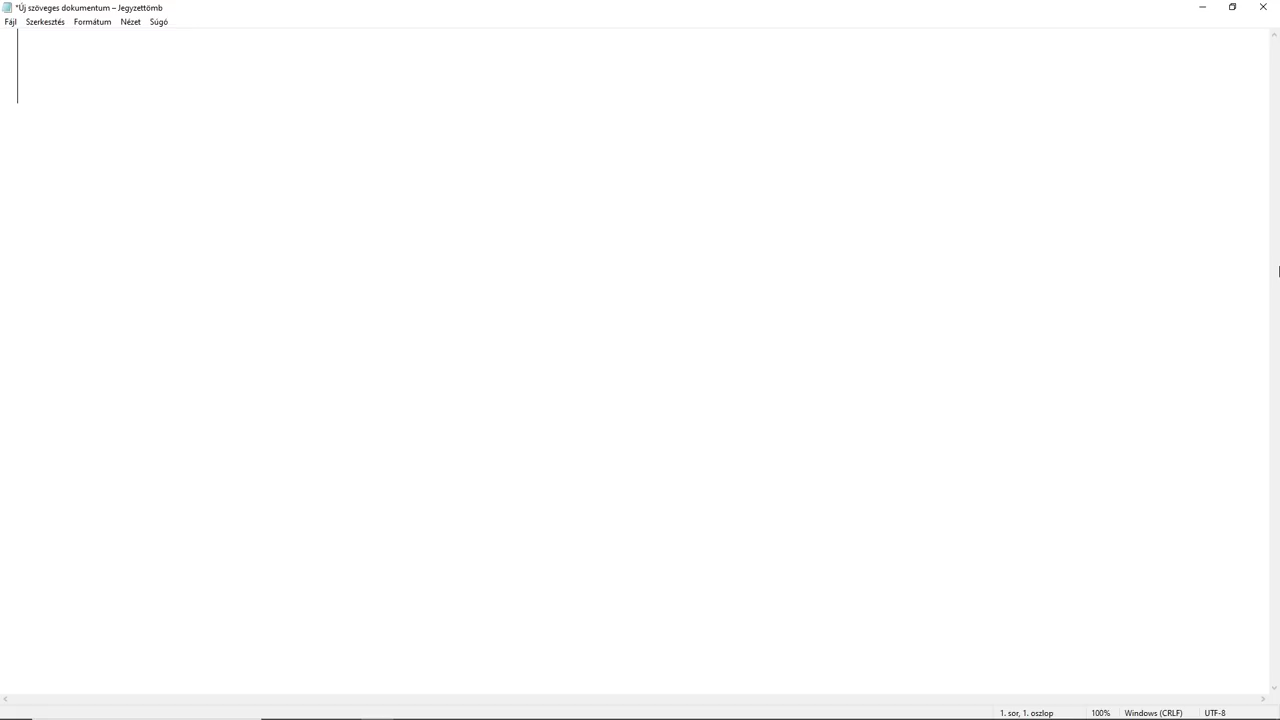 *Új szöveges dokumentum – Jegyzettömb
Fájl Szerkesztés Formátum Nézet Súgó
1. sor, 1. oszlop 100% Windows (CRLF) UTF-8